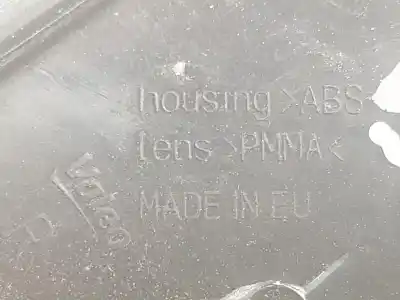 housing >ABS
lens >PMMA<
MADE IN EU
Valeo